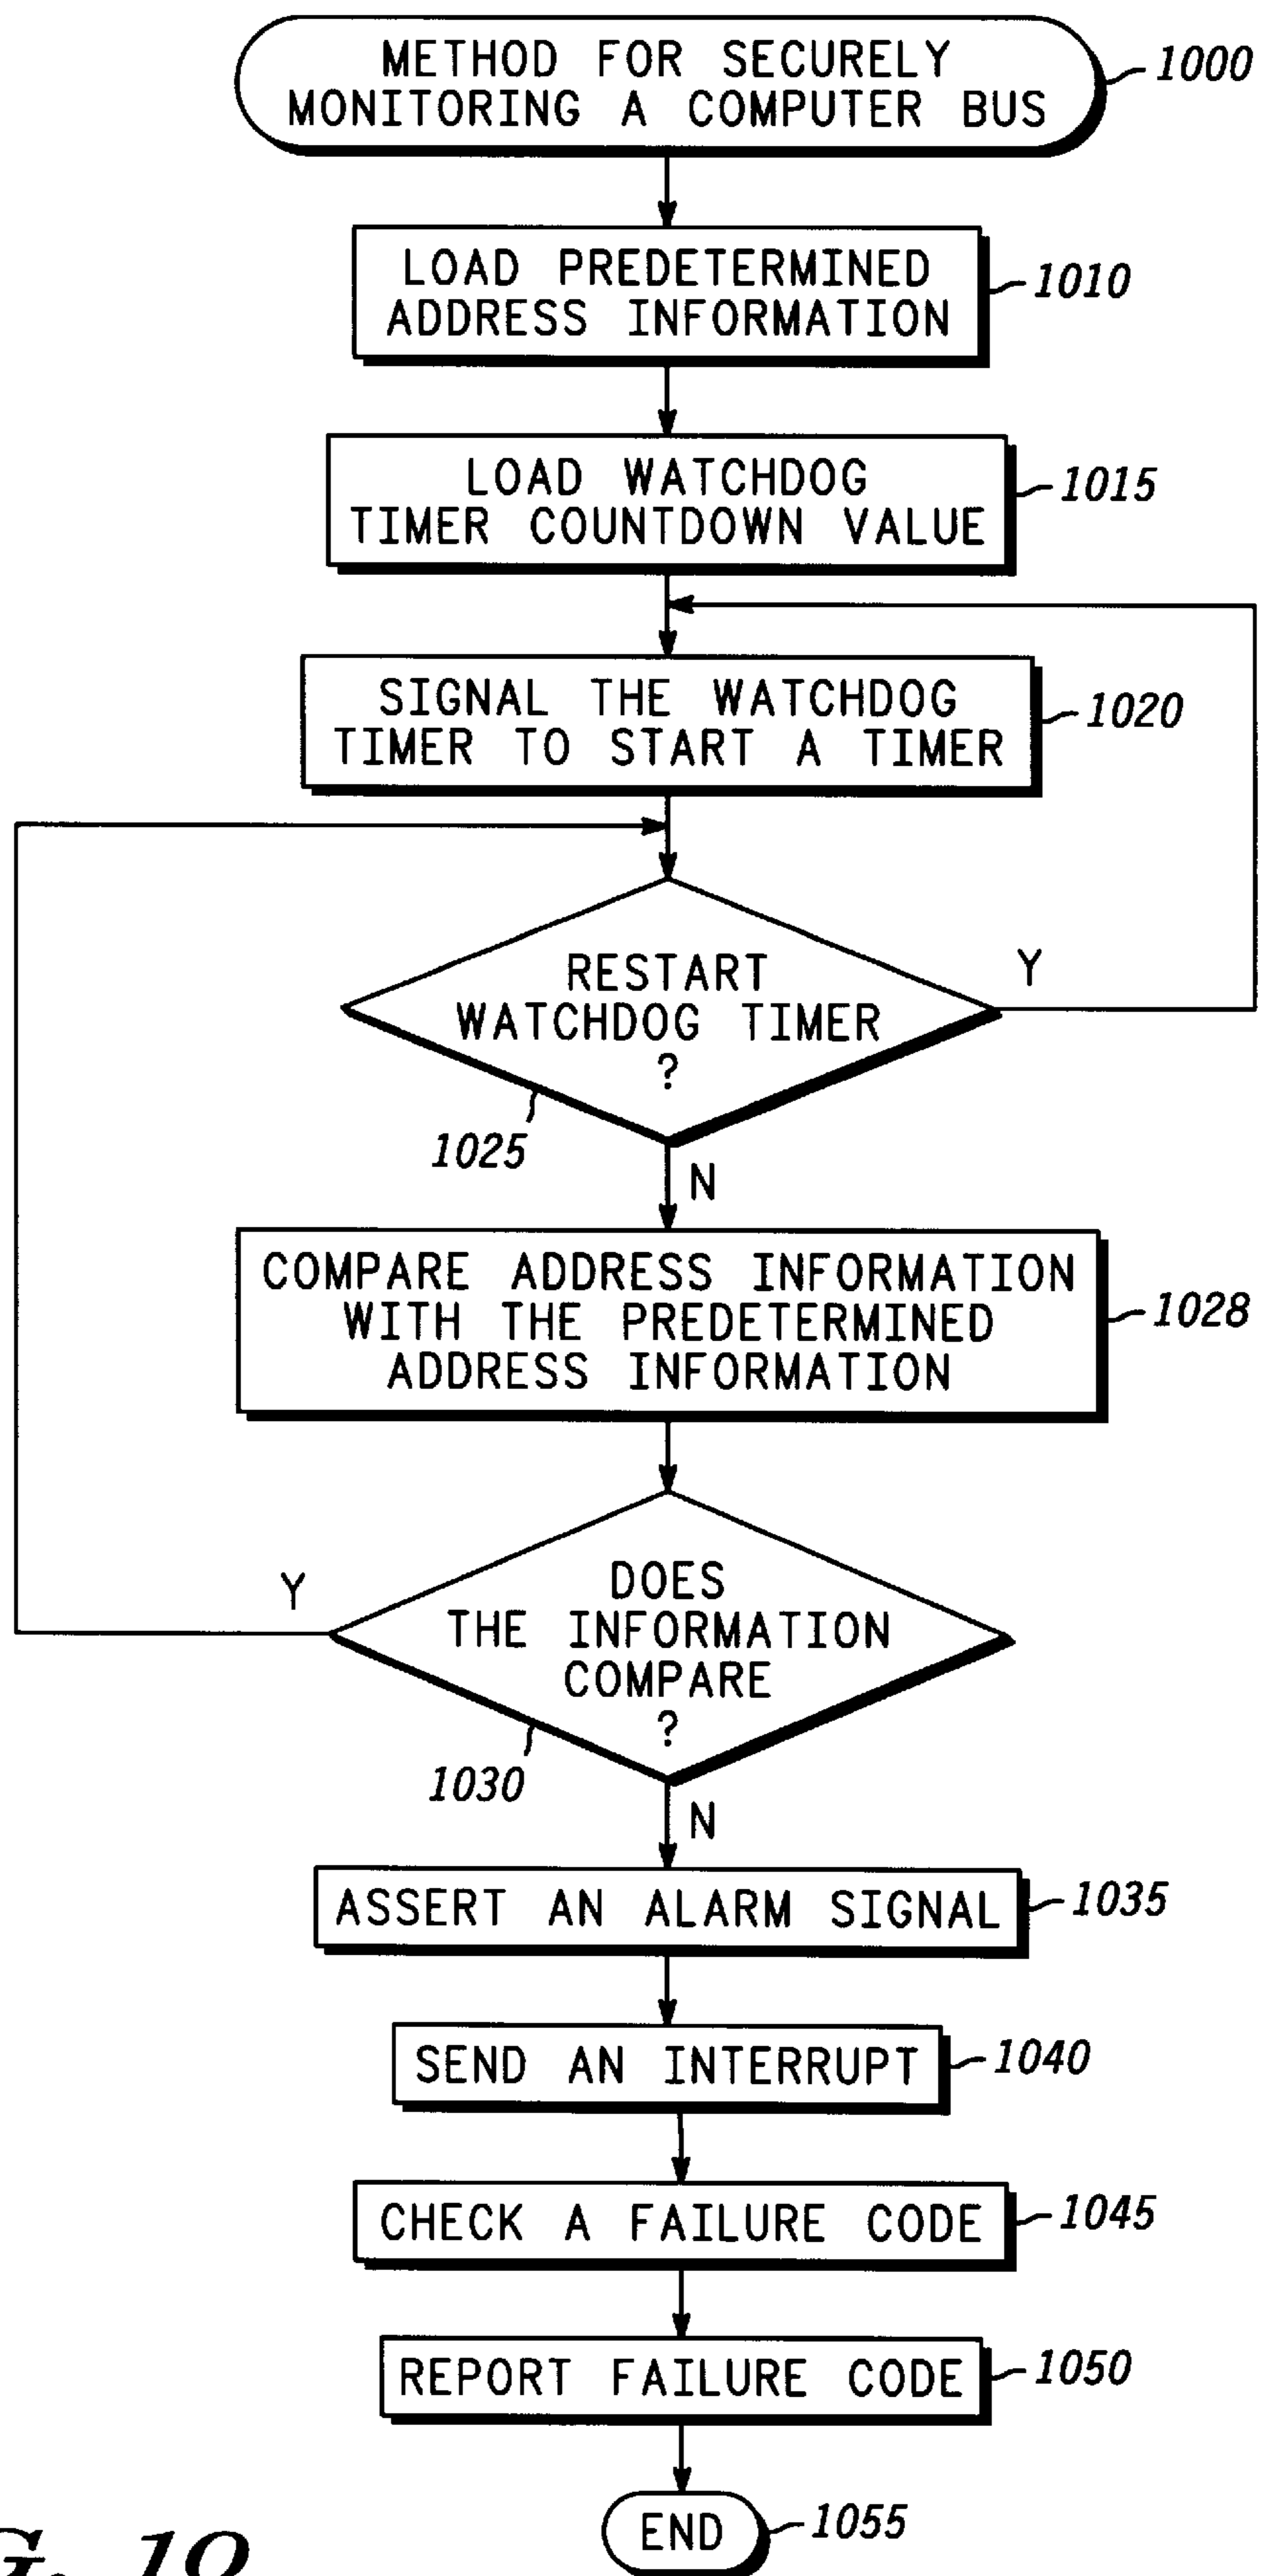 METHOD FOR SECURELY
MONITORING A COMPUTER BUS
1000
LOAD PREDETERMINED
ADDRESS INFORMATION
1010
LOAD WATCHDOG
TIMER COUNTDOWN VALUE
1015
SIGNAL THE WATCHDOG
TIMER TO START A TIMER
1020
RESTART
WATCHDOG TIMER
?
Y
1025
N
COMPARE ADDRESS INFORMATION
WITH THE PREDETERMINED
ADDRESS INFORMATION
1028
DOES
THE INFORMATION
COMPARE
?
Y
1030
N
ASSERT AN ALARM SIGNAL
1035
SEND AN INTERRUPT
1040
CHECK A FAILURE CODE
1045
REPORT FAILURE CODE
1050
END
1055